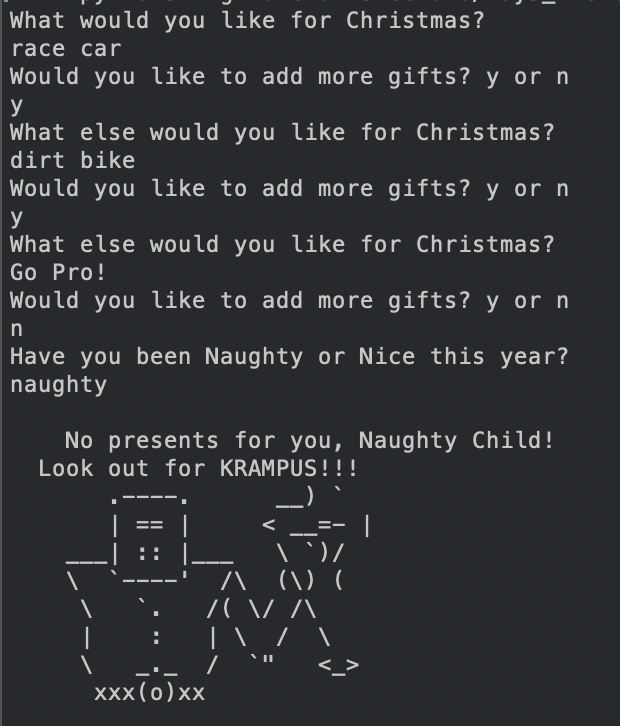 What would you like for Christmas?
race car
Would you like to add more gifts? y or n
y
What else would you like for Christmas?
dirt bike
Would you like to add more gifts? y or n
y
What else would you like for Christmas?
Go Pro!
Would you like to add more gifts? y or n
n
Have you been Naughty or Nice this year?
naughty
No presents for you, Naughty Child!
Look out for KRAMPUS!!!
      .----.      __) `
      | == |     < __=- |
   ___| :: |___   \ `)/
   \  `----'  /\  (\) (
    \   `.   /( \/ /\
    |    :   | \  /  \
    \   _._  /  `"   <_>
     xxx(o)xx